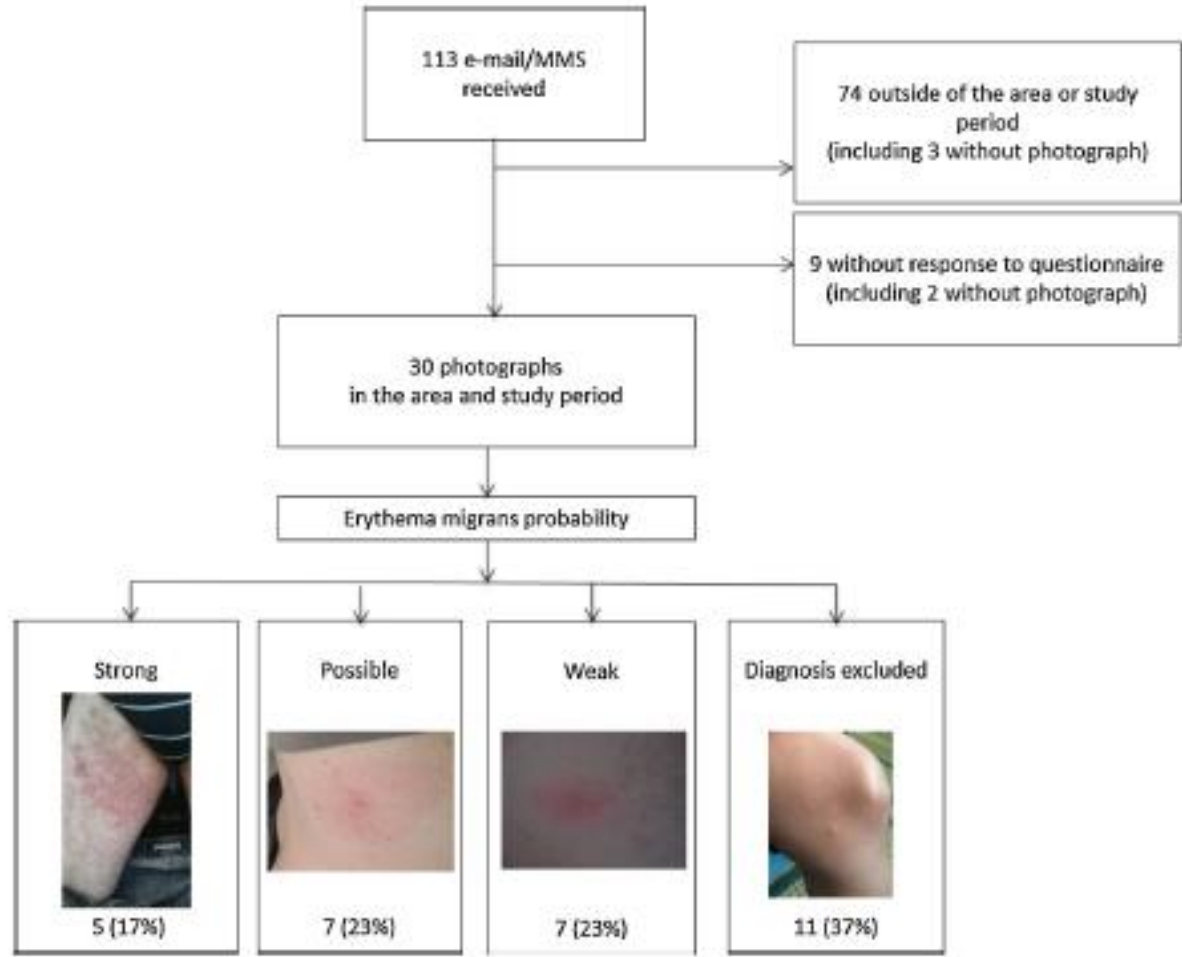 113 e-mail/MMS
received
74 outside of the area or study
period
(including 3 without photograph)
9 without response to questionnaire
(including 2 without photograph)
30 photographs
in the area and study period
Erythema migrans probability
Strong
Possible
Weak
Diagnosis excluded
5 (17%)
7 (23%)
7 (23%)
11 (37%)